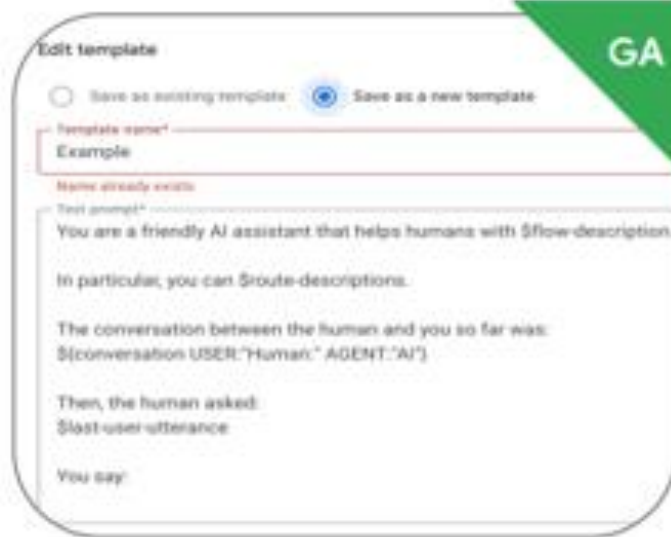 GA
Edit template
Save as existing template Save as a new template
Template name*
Example
Name already exists
Text prompt*
You are a friendly AI assistant that helps humans with $flow-description.
In particular, you can $route-descriptions.
The conversation between the human and you so far was:
${conversation USER:"Human:" AGENT:"AI"}
Then, the human asked:
$last-user-utterance
You say: